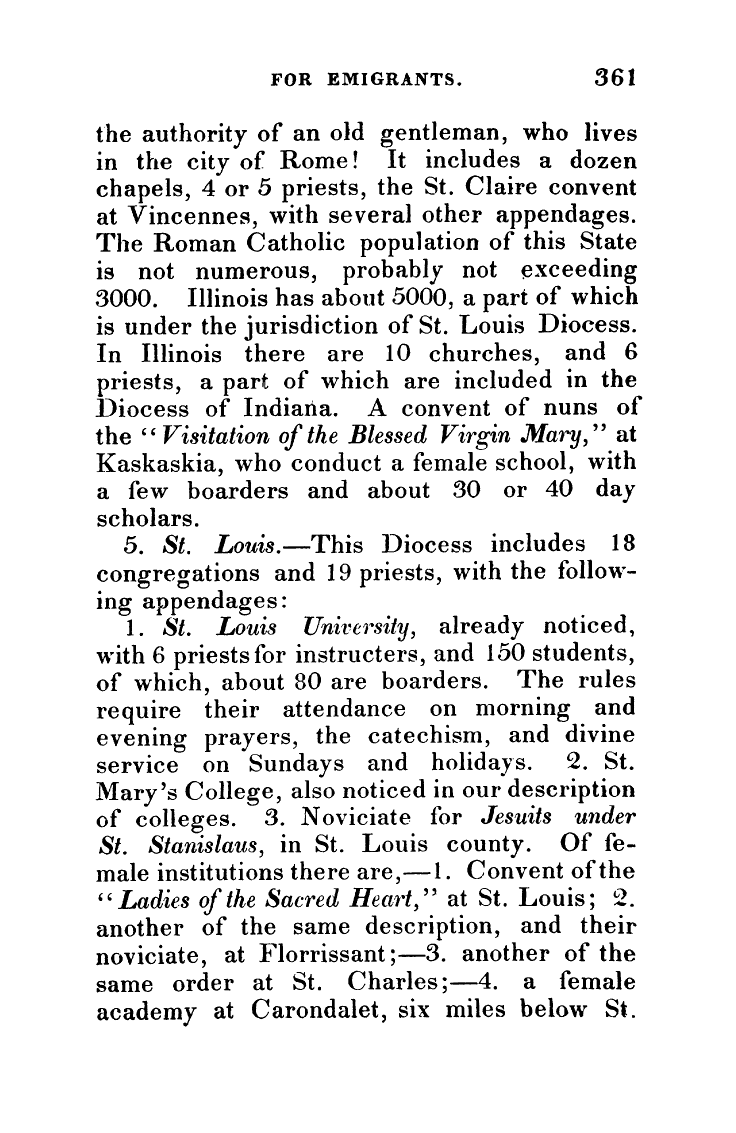 FOR EMIGRANTS. 361
the authority of an old gentleman, who lives
in the city of Rome! It includes a dozen
chapels, 4 or 5 priests, the St. Claire convent
at Vincennes, with several other appendages.
The Roman Catholic population of this State
is not numerous, probably not exceeding
3000. Illinois has about 5000, a part of which
is under the jurisdiction of St. Louis Diocess.
In Illinois there are 10 churches, and 6
priests, a part of which are included in the
Diocess of Indiana. A convent of nuns of
the “Visitation of the Blessed Virgin Mary,” at
Kaskaskia, who conduct a female school, with
a few boarders and about 30 or 40 day
scholars.
5. St. Louis.—This Diocess includes 18
congregations and 19 priests, with the follow-
ing appendages:
1. St. Louis University, already noticed,
with 6 priests for instructers, and 150 students,
of which, about 80 are boarders. The rules
require their attendance on morning and
evening prayers, the catechism, and divine
service on Sundays and holidays. 2. St.
Mary's College, also noticed in our description
of colleges. 3. Noviciate for Jesuits under
St. Stanislaus, in St. Louis county. Of fe-
male institutions there are,—1. Convent of the
“Ladies of the Sacred Heart,” at St. Louis; 2.
another of the same description, and their
noviciate, at Florrissant;—3. another of the
same order at St. Charles;—4. a female
academy at Carondalet, six miles below St.